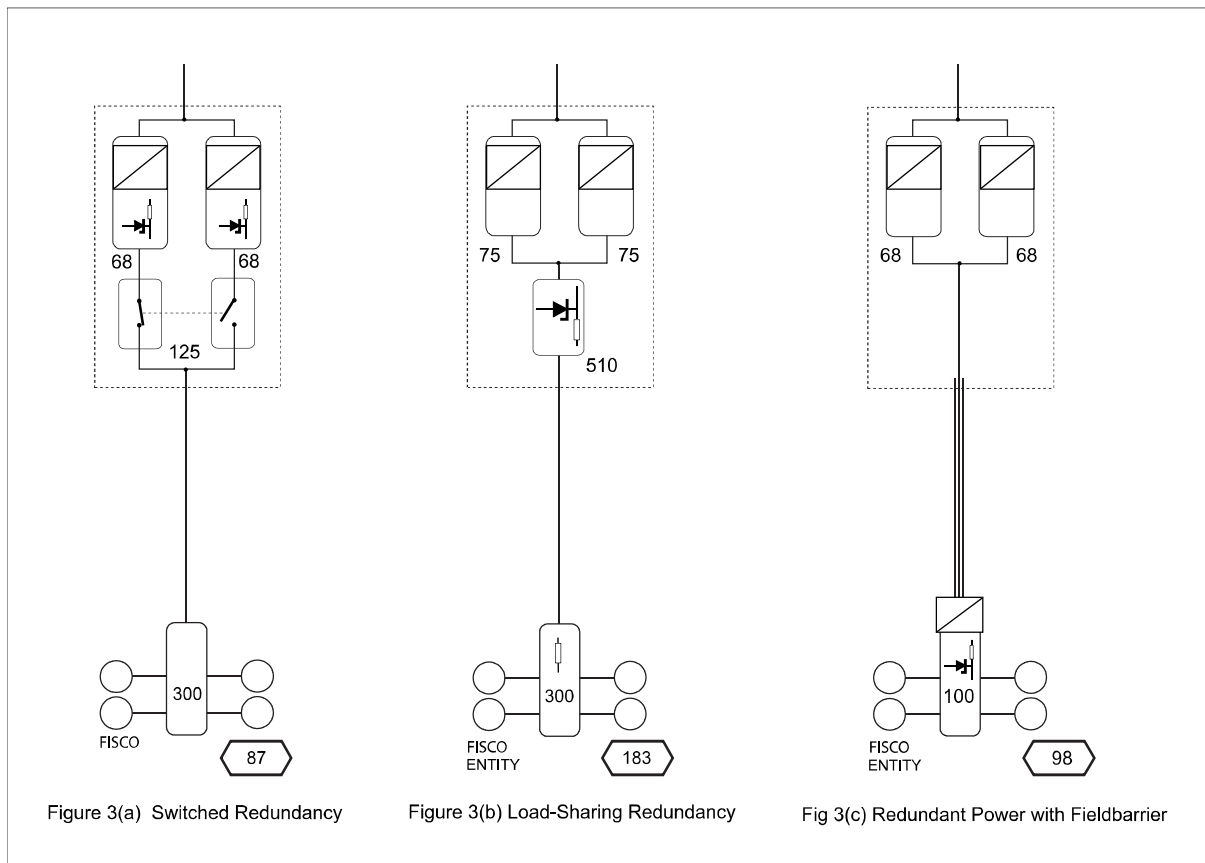 68
68
125
300
FISCO
87
Figure 3(a) Switched Redundancy
75
75
510
300
FISCO
ENTITY
183
Figure 3(b) Load-Sharing Redundancy
68
68
100
FISCO
ENTITY
98
Fig 3(c) Redundant Power with Fieldbarrier